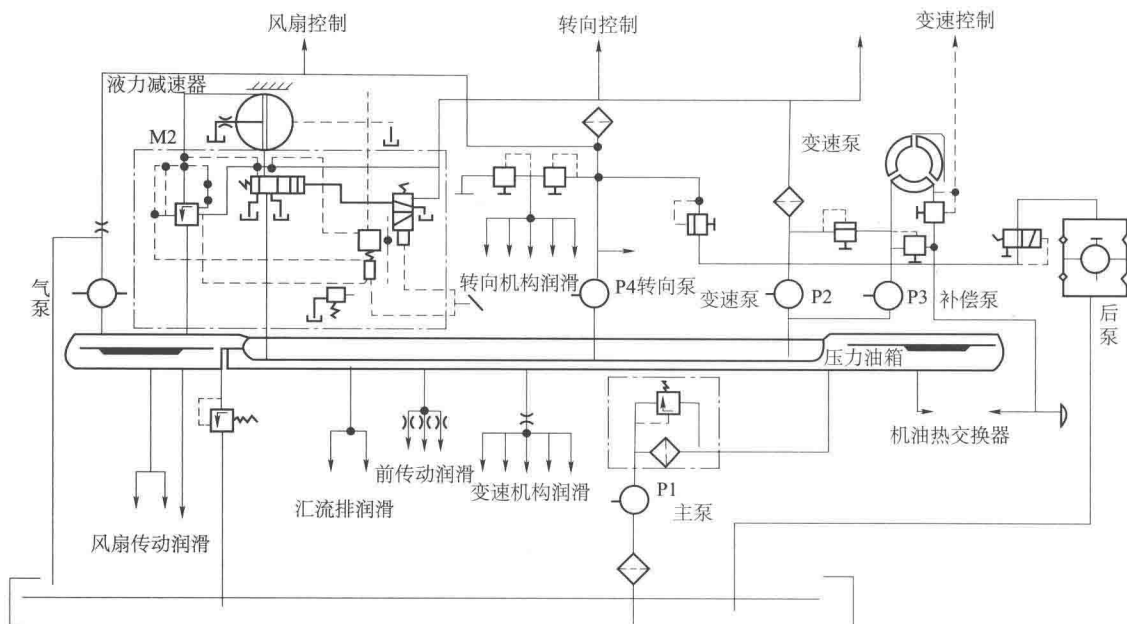 风扇控制
转向控制
变速控制
液力减速器
M2
变速泵
气泵
转向机构润滑
P4转向泵
变速泵
P2
P3
补偿泵
后泵
压力油箱
机油热交换器
前传动润滑
变速机构润滑
汇流排润滑
P1
主泵
风扇传动润滑